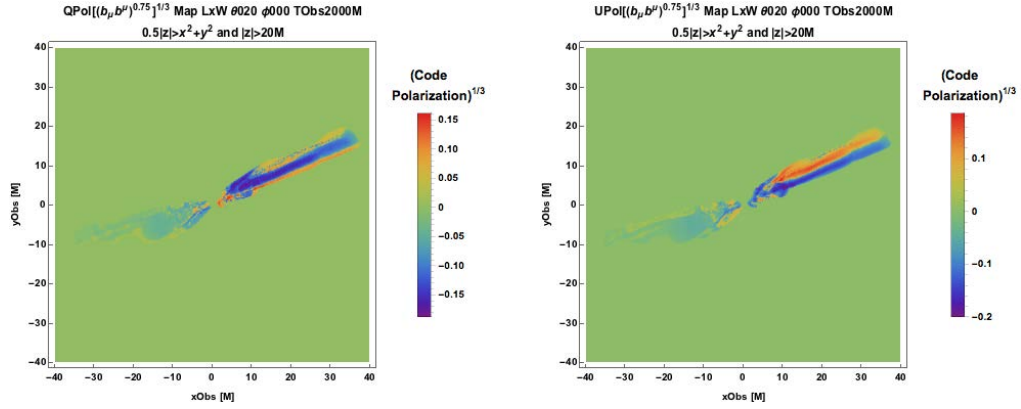 QPol[(bμb^μ)^0.75]^1/3 Map LxW θ020 ϕ000 TObs2000M
0.5|z|>x²+y² and |z|>20M
40
30
20
10
0
−10
−20
−30
−40
yObs [M]
−40 −30 −20 −10 0 10 20 30 40
xObs [M]
(Code
Polarization)^1/3
0.15
0.10
0.05
0
−0.05
−0.10
−0.15
UPol[(bμb^μ)^0.75]^1/3 Map LxW θ020 ϕ000 TObs2000M
0.5|z|>x²+y² and |z|>20M
40
30
20
10
0
−10
−20
−30
−40
yObs [M]
−40 −30 −20 −10 0 10 20 30 40
xObs [M]
(Code
Polarization)^1/3
0.1
0
−0.1
−0.2